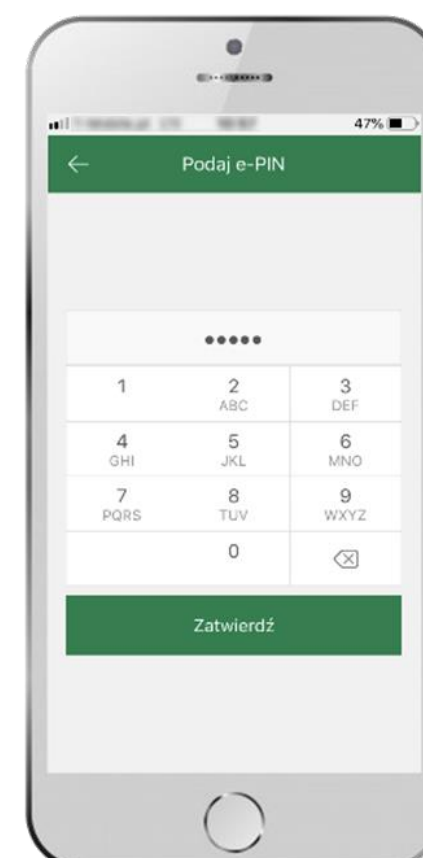 47%
Podaj e-PIN
•••••
1 2 3
ABC DEF
4 5 6
GHI JKL MNO
7 8 9
PQRS TUV WXYZ
0
Zatwierdź